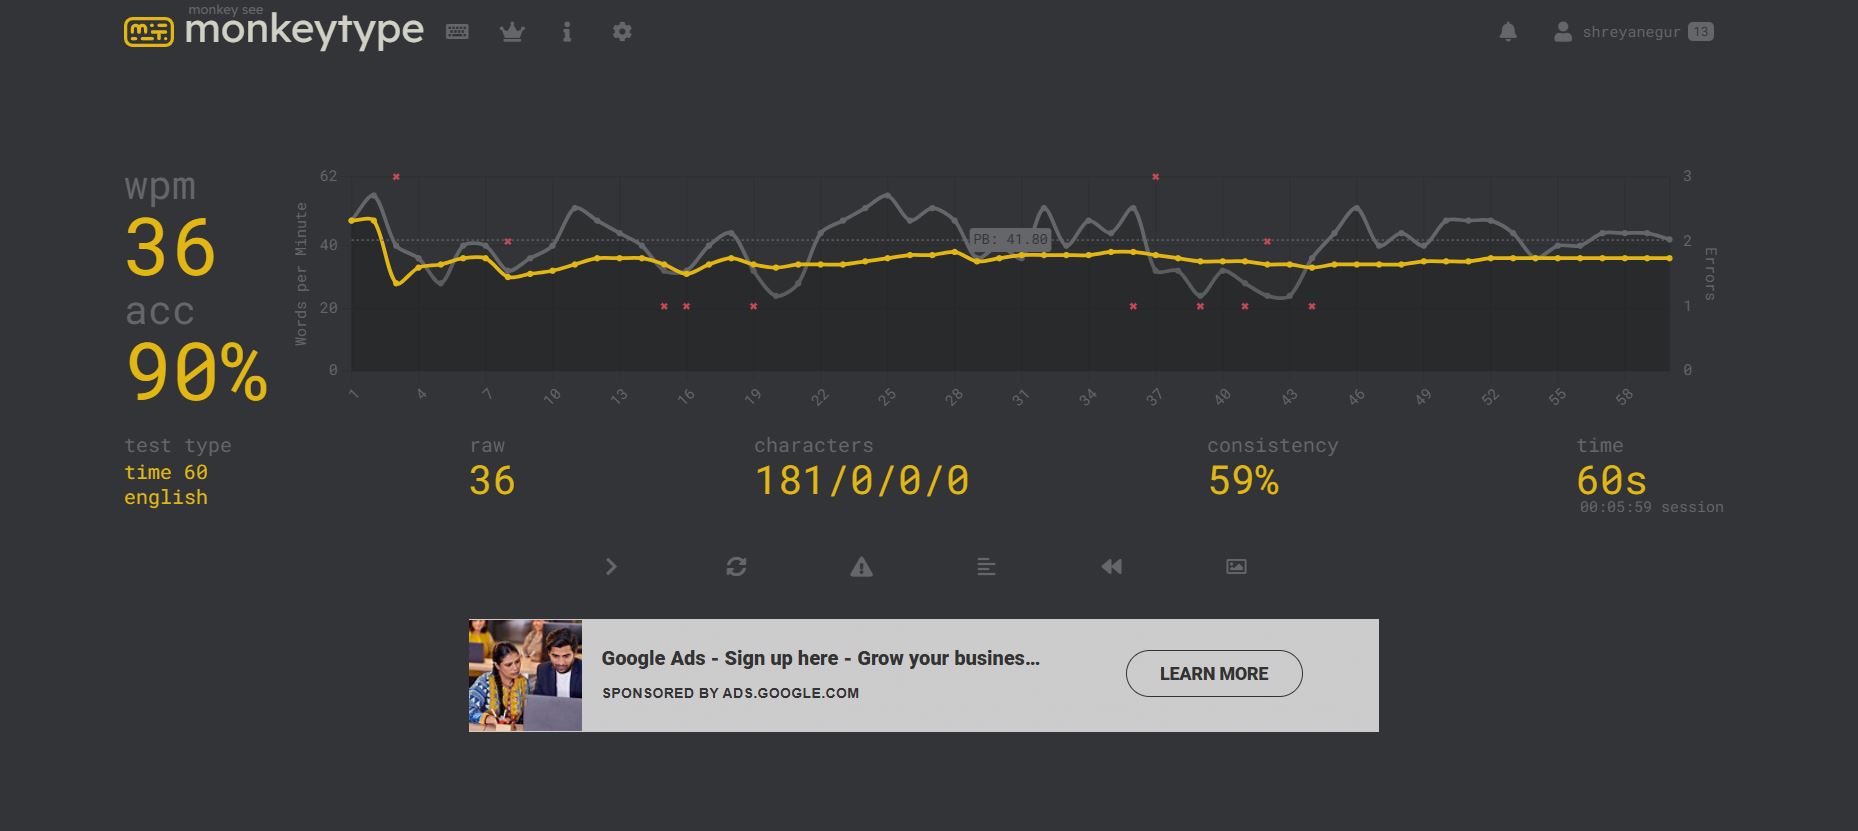 monkey see
monkeytype
shreyanegur 13
wpm
36
acc
90%
Words per Minute
62
40
20
0
PB: 41.80
3
2
1
0
Errors
1 4 7 10 13 16 19 22 25 28 31 34 37 40 43 46 49 52 55 58
test type
time 60
english
raw
36
characters
181/0/0/0
consistency
59%
time
60s
00:05:59 session
Google Ads - Sign up here - Grow your busines...
SPONSORED BY ADS.GOOGLE.COM
LEARN MORE